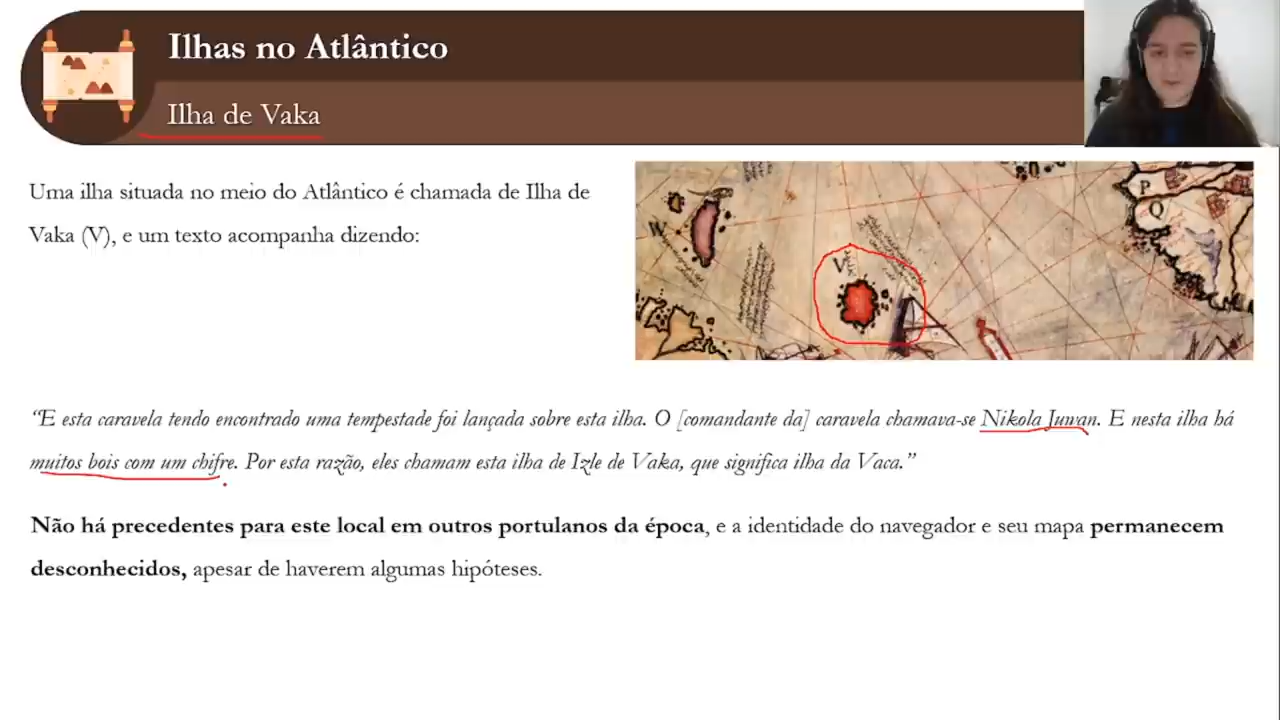 Ilhas no Atlântico
Ilha de Vaka
Uma ilha situada no meio do Atlântico é chamada de Ilha de
Vaka (V), e um texto acompanha dizendo:
P
Q
W
V
“E esta caravela tendo encontrado uma tempestade foi lançada sobre esta ilha. O [comandante da] caravela chamava-se Nikola Juwan. E nesta ilha há
muitos bois com um chifre. Por esta razão, eles chamam esta ilha de Izle de Vaka, que significa ilha da Vaca.”
Não há precedentes para este local em outros portulanos da época, e a identidade do navegador e seu mapa permanecem
desconhecidos, apesar de haverem algumas hipóteses.